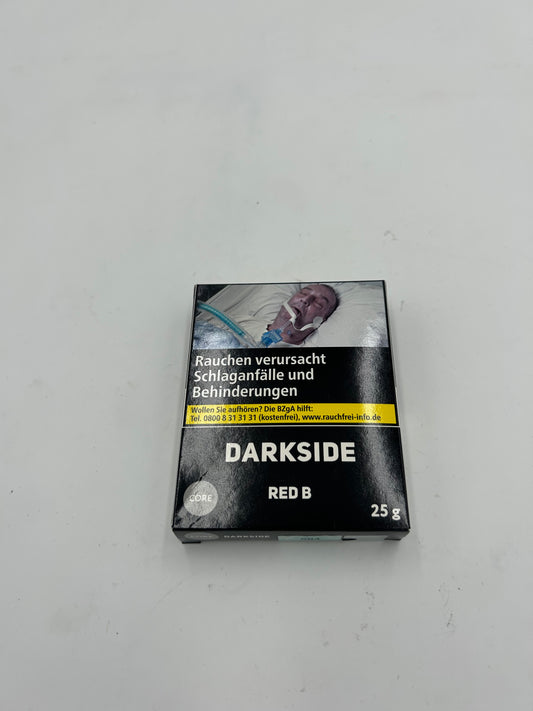 Rauchen verursacht
Schlaganfälle und
Behinderungen
Wollen Sie aufhören? Die BZgA hilft:
Tel. 0800 8 31 31 31 (kostenfrei), www.rauchfrei-info.de
DARKSIDE
RED B
CORE
25 g
DARKSIDE